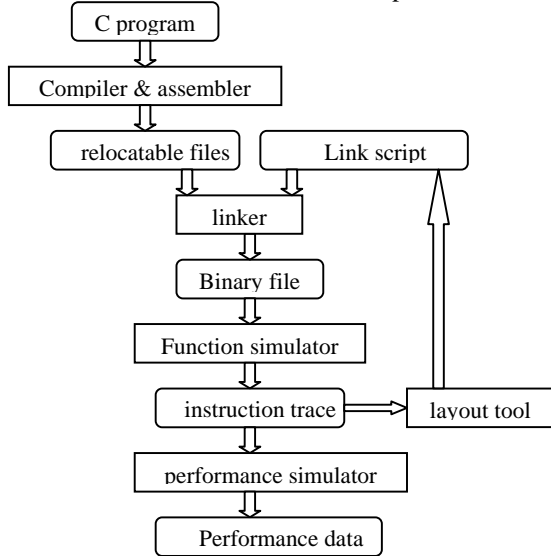 C program
Compiler & assembler
relocatable files
Link script
linker
Binary file
Function simulator
instruction trace
layout tool
performance simulator
Performance data